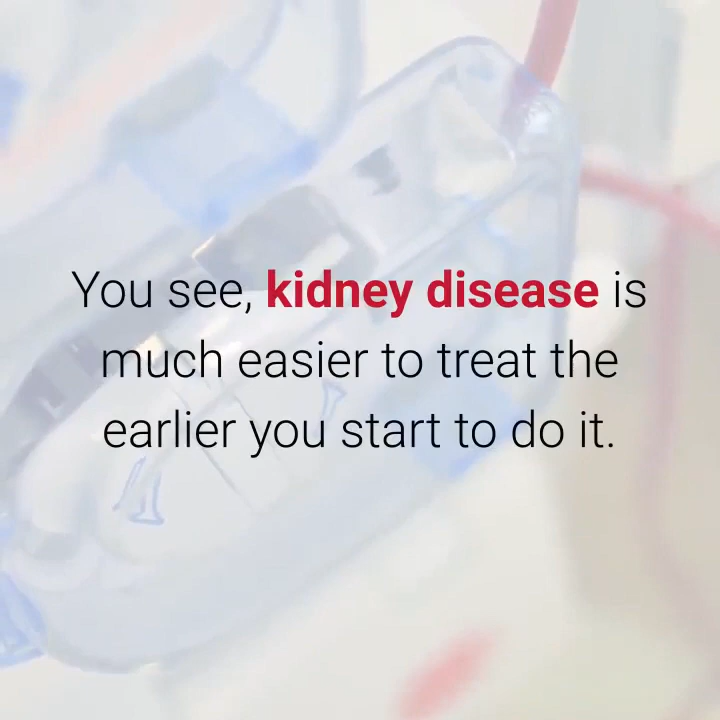 You see, kidney disease is
much easier to treat the
earlier you start to do it.